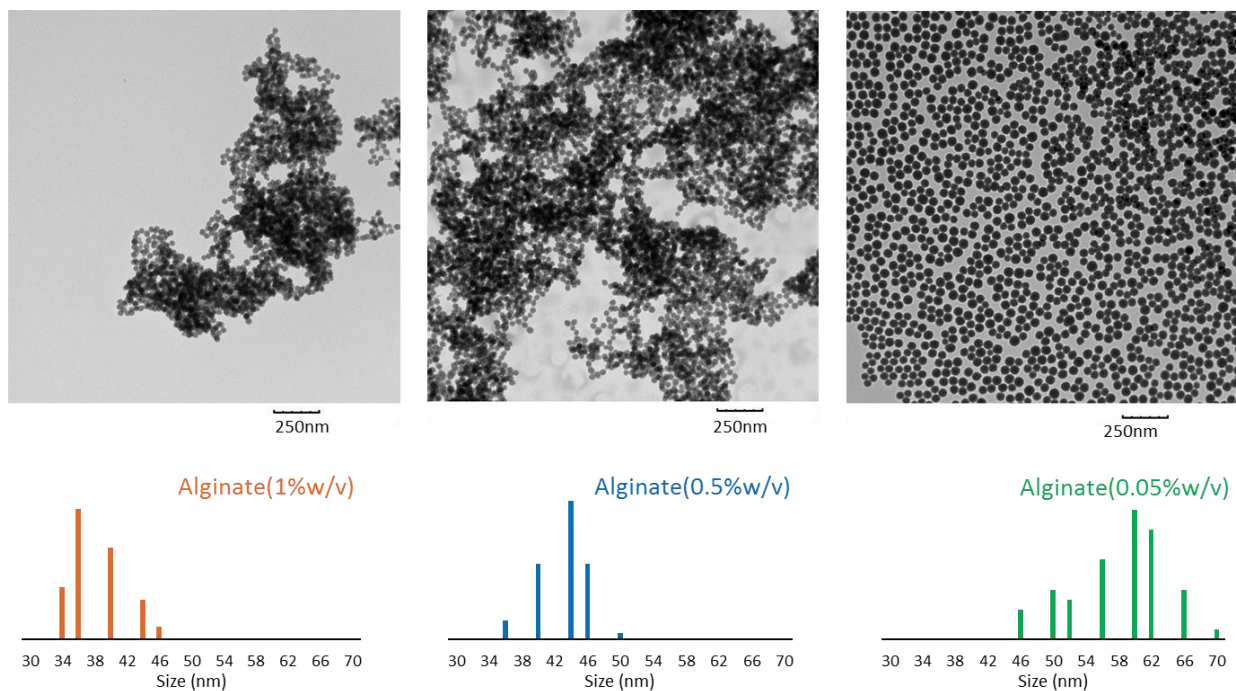 250nm
250nm
250nm
Alginate(1%w/v)
Alginate(0.5%w/v)
Alginate(0.05%w/v)
30 34 38 42 46 50 54 58 62 66 70
30 34 38 42 46 50 54 58 62 66 70
30 34 38 42 46 50 54 58 62 66 70
Size (nm)
Size (nm)
Size (nm)